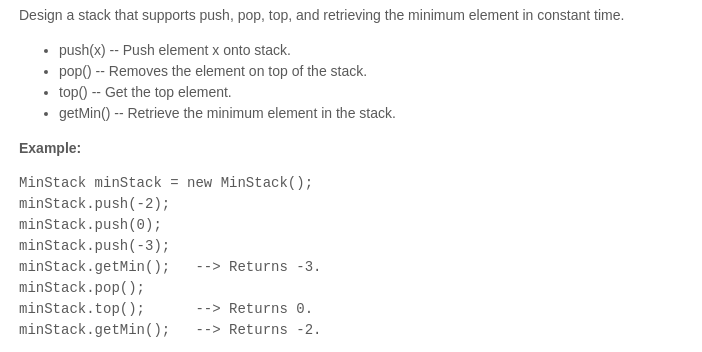 Design a stack that supports push, pop, top, and retrieving the minimum element in constant time.
• push(x) -- Push element x onto stack.
• pop() -- Removes the element on top of the stack.
• top() -- Get the top element.
• getMin() -- Retrieve the minimum element in the stack.
Example:
MinStack minStack = new MinStack();
minStack.push(-2);
minStack.push(0);
minStack.push(-3);
minStack.getMin();   --> Returns -3.
minStack.pop();
minStack.top();      --> Returns 0.
minStack.getMin();   --> Returns -2.